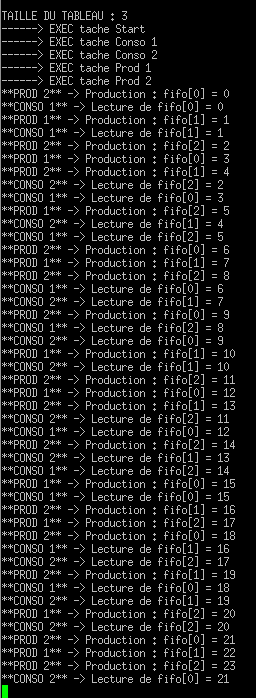 TAILLE DU TABLEAU : 3
------> EXEC tache Start
------> EXEC tache Conso 1
------> EXEC tache Conso 2
------> EXEC tache Prod 1
------> EXEC tache Prod 2
**PROD 2** -> Production : fifo[0] = 0
**CONSO 1** -> Lecture de fifo[0] = 0
**PROD 1** -> Production : fifo[1] = 1
**CONSO 1** -> Lecture de fifo[1] = 1
**PROD 2** -> Production : fifo[2] = 2
**PROD 1** -> Production : fifo[0] = 3
**PROD 2** -> Production : fifo[1] = 4
**CONSO 2** -> Lecture de fifo[2] = 2
**CONSO 1** -> Lecture de fifo[0] = 3
**PROD 1** -> Production : fifo[2] = 5
**CONSO 2** -> Lecture de fifo[1] = 4
**CONSO 1** -> Lecture de fifo[2] = 5
**PROD 2** -> Production : fifo[0] = 6
**PROD 1** -> Production : fifo[1] = 7
**PROD 2** -> Production : fifo[2] = 8
**CONSO 1** -> Lecture de fifo[0] = 6
**CONSO 2** -> Lecture de fifo[1] = 7
**PROD 2** -> Production : fifo[0] = 9
**CONSO 1** -> Lecture de fifo[2] = 8
**CONSO 2** -> Lecture de fifo[0] = 9
**PROD 1** -> Production : fifo[1] = 10
**CONSO 2** -> Lecture de fifo[1] = 10
**PROD 2** -> Production : fifo[2] = 11
**PROD 1** -> Production : fifo[0] = 12
**PROD 2** -> Production : fifo[1] = 13
**CONSO 2** -> Lecture de fifo[2] = 11
**CONSO 1** -> Lecture de fifo[0] = 12
**PROD 2** -> Production : fifo[2] = 14
**CONSO 2** -> Lecture de fifo[1] = 13
**CONSO 1** -> Lecture de fifo[2] = 14
**PROD 1** -> Production : fifo[0] = 15
**CONSO 1** -> Lecture de fifo[0] = 15
**PROD 2** -> Production : fifo[1] = 16
**PROD 1** -> Production : fifo[2] = 17
**PROD 2** -> Production : fifo[0] = 18
**CONSO 1** -> Lecture de fifo[1] = 16
**CONSO 2** -> Lecture de fifo[2] = 17
**PROD 2** -> Production : fifo[1] = 19
**CONSO 1** -> Lecture de fifo[0] = 18
**CONSO 2** -> Lecture de fifo[1] = 19
**PROD 1** -> Production : fifo[2] = 20
**CONSO 2** -> Lecture de fifo[2] = 20
**PROD 2** -> Production : fifo[0] = 21
**PROD 1** -> Production : fifo[1] = 22
**PROD 2** -> Production : fifo[2] = 23
**CONSO 2** -> Lecture de fifo[0] = 21